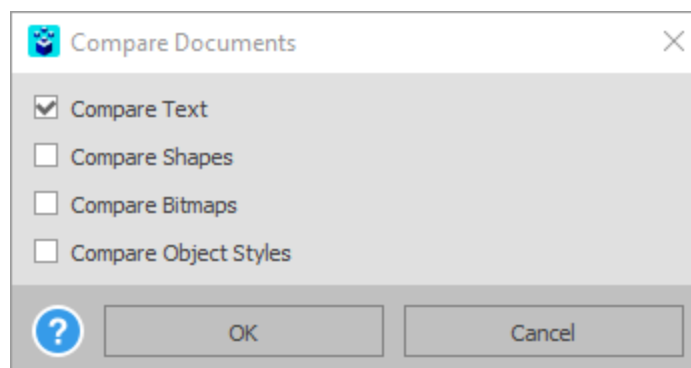 Compare Documents
Compare Text
Compare Shapes
Compare Bitmaps
Compare Object Styles
? OK Cancel